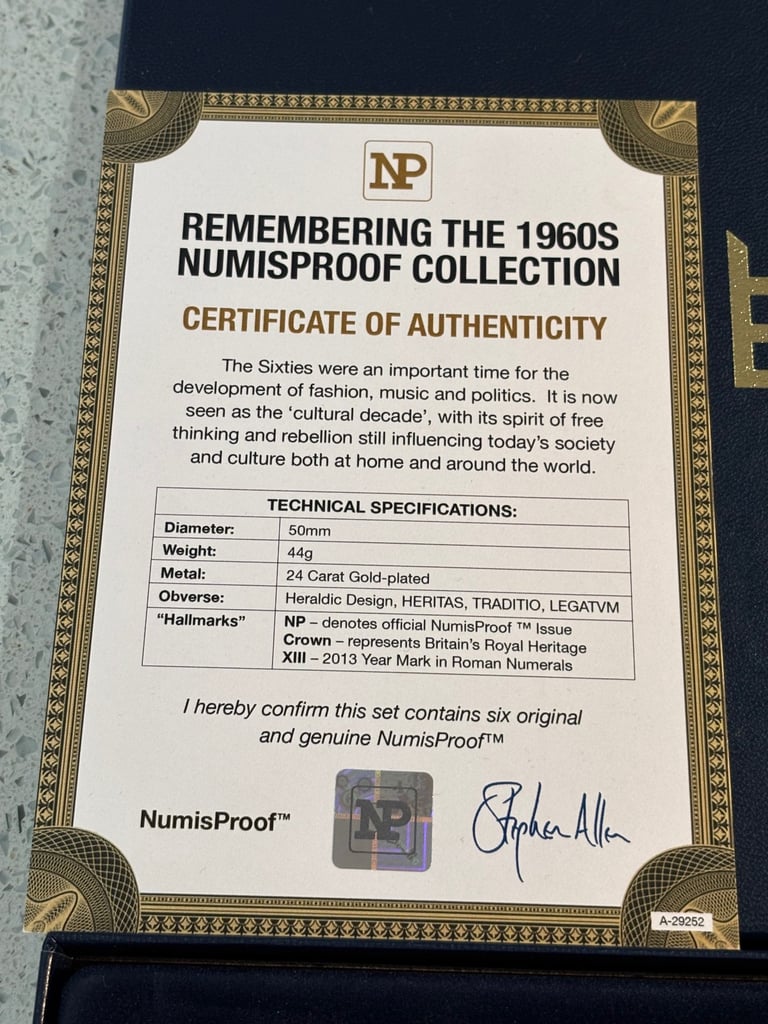 NP
REMEMBERING THE 1960S
NUMISPROOF COLLECTION
CERTIFICATE OF AUTHENTICITY
The Sixties were an important time for the
development of fashion, music and politics. It is now
seen as the ‘cultural decade’, with its spirit of free
thinking and rebellion still influencing today’s society
and culture both at home and around the world.
TECHNICAL SPECIFICATIONS:
Diameter: 50mm
Weight: 44g
Metal: 24 Carat Gold-plated
Obverse: Heraldic Design, HERITAS, TRADITIO, LEGATVM
“Hallmarks” NP – denotes official NumisProof ™ Issue
Crown – represents Britain’s Royal Heritage
XIII – 2013 Year Mark in Roman Numerals
I hereby confirm this set contains six original
and genuine NumisProof™
NumisProof™
NP
Stephen Allen
A-29252